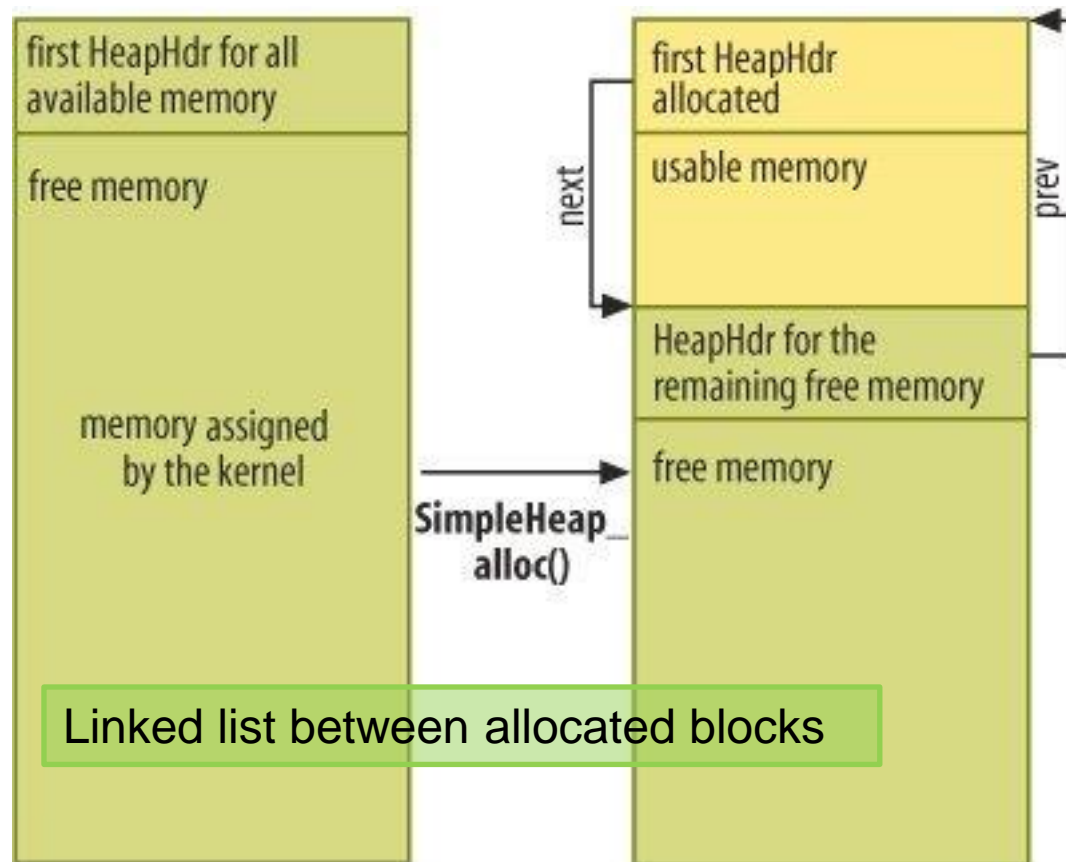 first HeapHdr for all
available memory
free memory
memory assigned
by the kernel
SimpleHeap_
alloc()
next
first HeapHdr
allocated
usable memory
HeapHdr for the
remaining free memory
free memory
prev
Linked list between allocated blocks